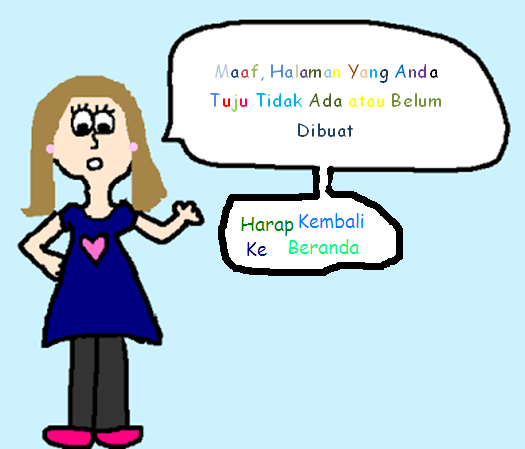 Maaf, Halaman Yang Anda
Tuju Tidak Ada atau Belum
Dibuat
Harap Kembali
Ke Beranda